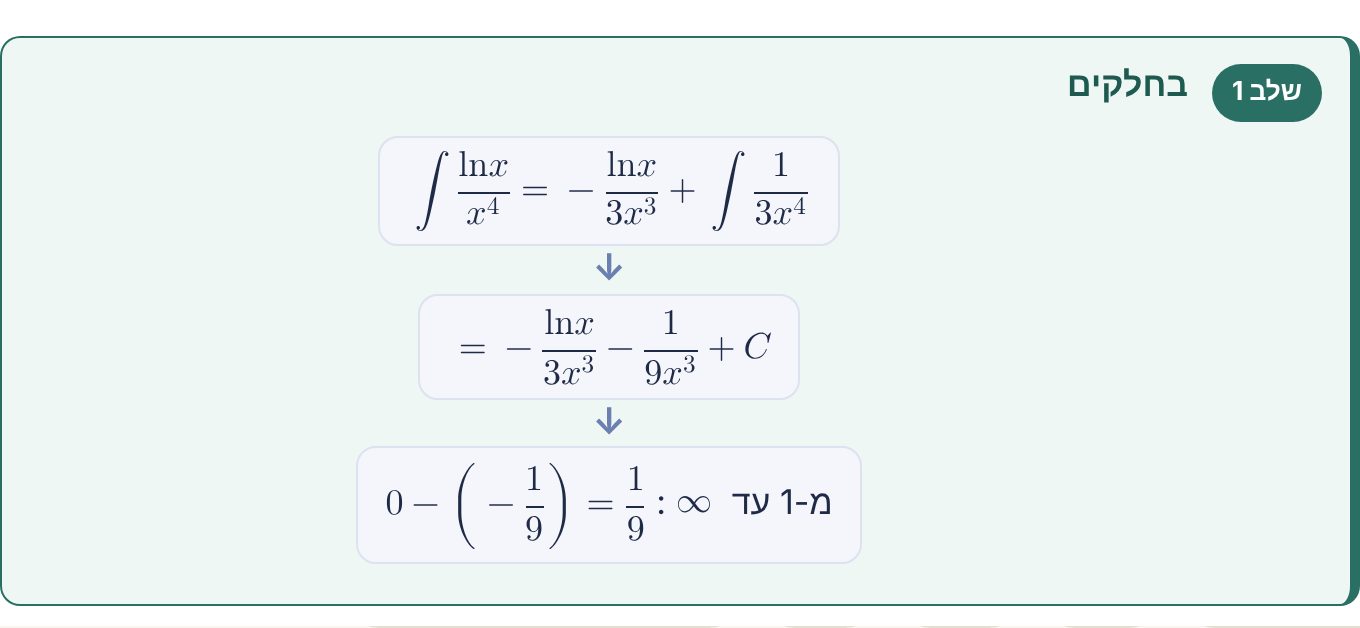 שלב 1 בחלקים
∫ lnx/x⁴ = − lnx/3x³ + ∫ 1/3x⁴
↓
= − lnx/3x³ − 1/9x³ + C
↓
מ-1 עד ∞ : 0 − (− 1/9) = 1/9